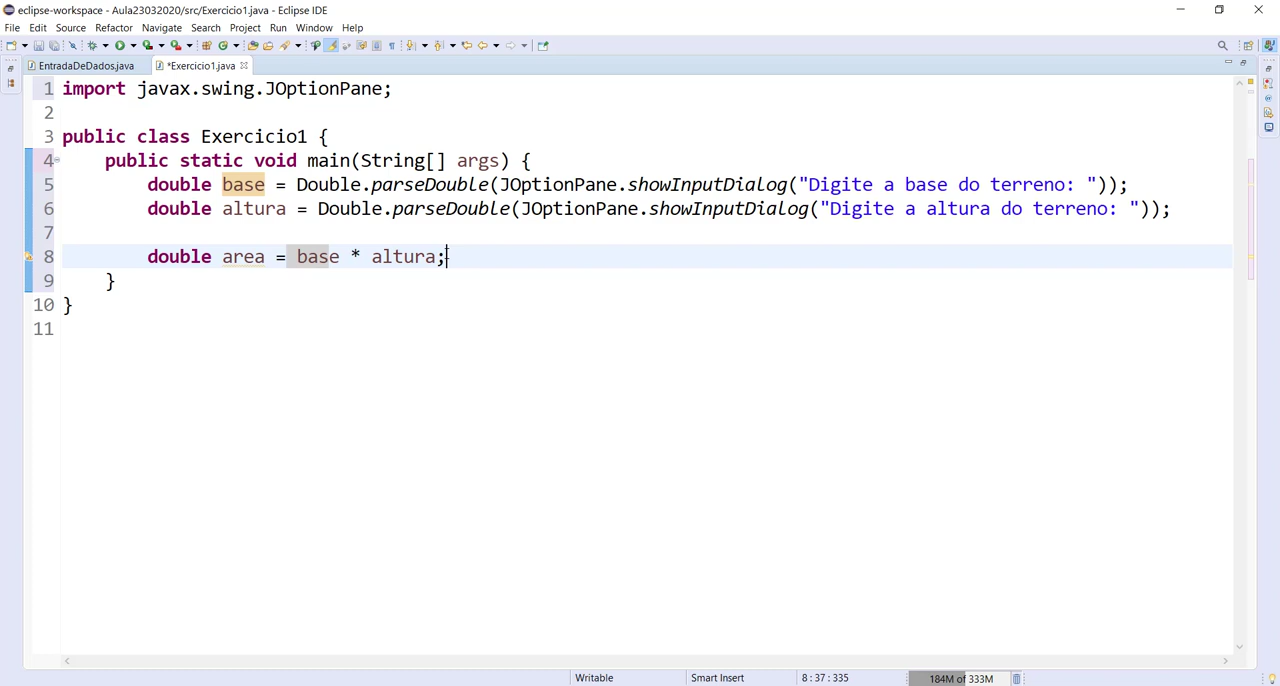 eclipse-workspace - Aula23032020/src/Exercicio1.java - Eclipse IDE
File Edit Source Refactor Navigate Search Project Run Window Help
EntradaDeDados.java *Exercicio1.java
1 import javax.swing.JOptionPane;
2
3 public class Exercicio1 {
4 public static void main(String[] args) {
5 double base = Double.parseDouble(JOptionPane.showInputDialog("Digite a base do terreno: "));
6 double altura = Double.parseDouble(JOptionPane.showInputDialog("Digite a altura do terreno: "));
7
8 double area = base * altura;
9 }
10 }
11
Writable Smart Insert 8 : 37 : 335 184M of 333M